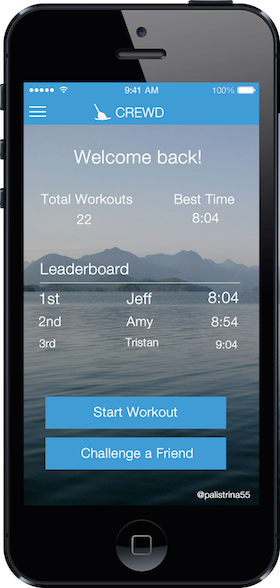 9:41 AM 100%
CREWD
Welcome back!
Total Workouts Best Time
22 8:04
Leaderboard
1st Jeff 8:04
2nd Amy 8:54
3rd Tristan 9:04
Start Workout
Challenge a Friend
@palistrina55